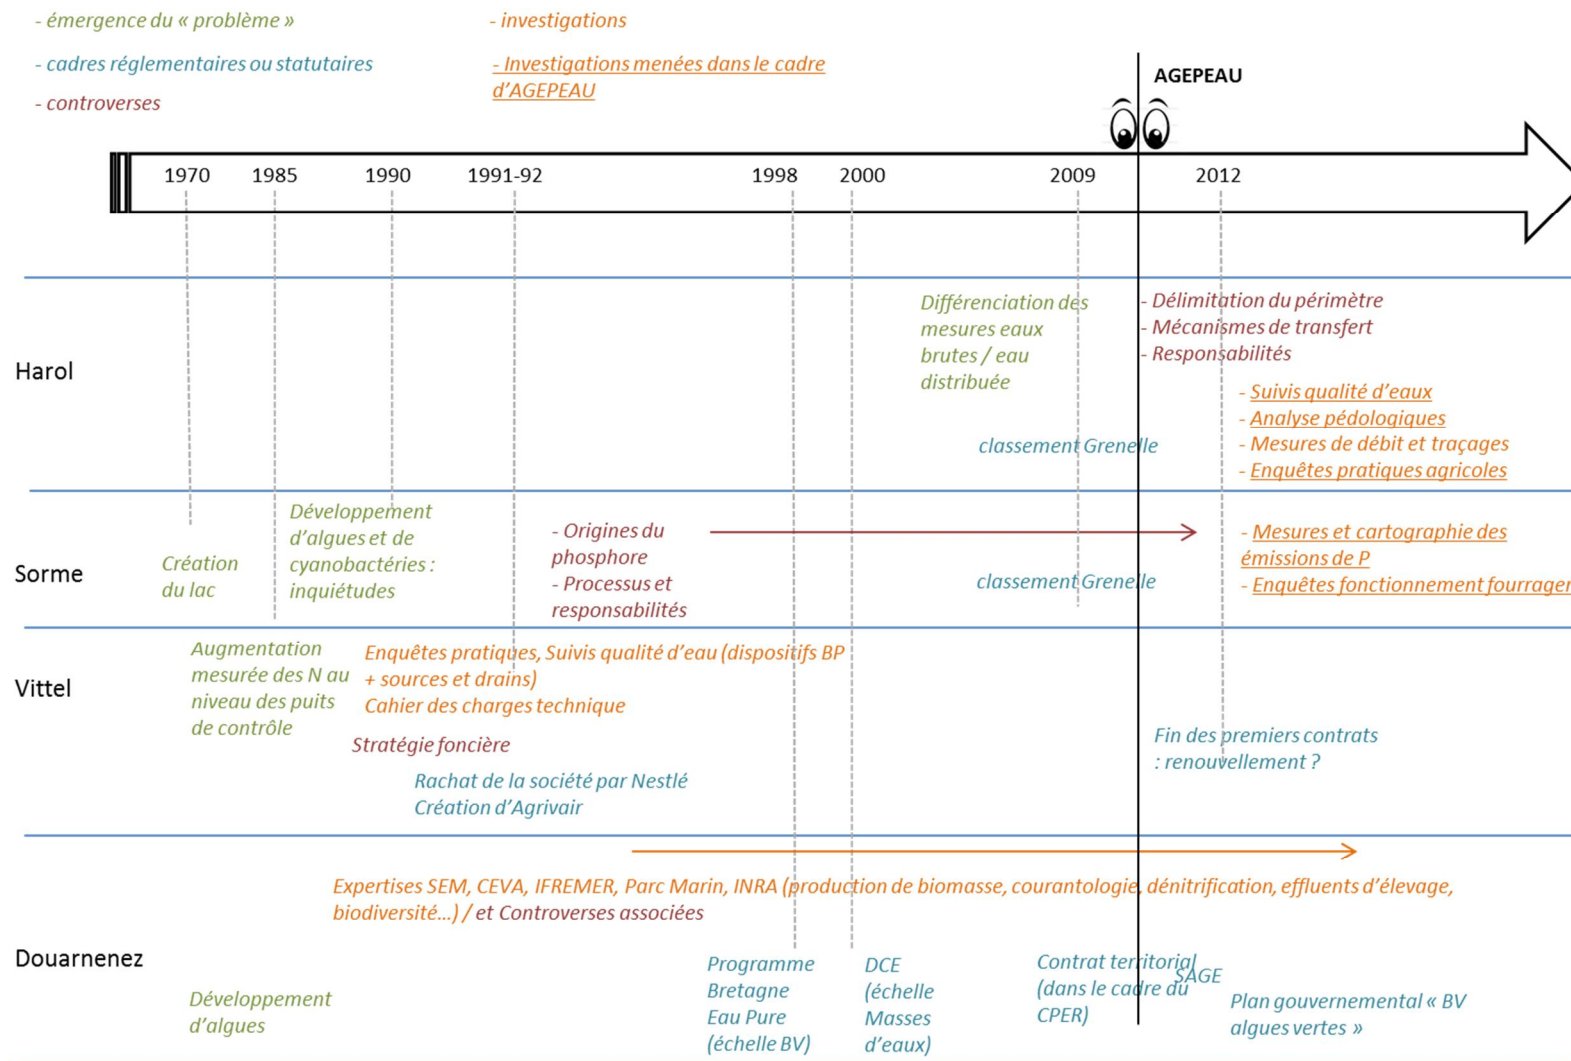 - émergence du « problème »
- cadres réglementaires ou statutaires
- controverses
- investigations
- Investigations menées dans le cadre
d’AGEPEAU
AGEPEAU
1970 1985 1990 1991-92 1998 2000 2009 2012
Harol
Différenciation des
mesures eaux
brutes / eau
distribuée
classement Grenelle
- Délimitation du périmètre
- Mécanismes de transfert
- Responsabilités
- Suivis qualité d’eaux
- Analyse pédologiques
- Mesures de débit et traçages
- Enquêtes pratiques agricoles
Sorme
Création
du lac
Développement
d’algues et de
cyanobactéries :
inquiétudes
- Origines du
phosphore
- Processus et
responsabilités
classement Grenelle
- Mesures et cartographie des
émissions de P
- Enquêtes fonctionnement fourrager
Vittel
Augmentation
mesurée des N au
niveau des puits
de contrôle
Enquêtes pratiques, Suivis qualité d’eau (dispositifs BP
+ sources et drains)
Cahier des charges technique
Stratégie foncière
Rachat de la société par Nestlé
Création d’Agrivair
Fin des premiers contrats
: renouvellement ?
Douarnenez
Expertises SEM, CEVA, IFREMER, Parc Marin, INRA (production de biomasse, courantologie, dénitrification, effluents d’élevage,
biodiversité...) / et Controverses associées
Développement
d’algues
Programme
Bretagne
Eau Pure
(échelle BV)
DCE
(échelle
Masses
d’eaux)
Contrat territorial
(dans le cadre du
CPER)
SAGE
Plan gouvernemental « BV
algues vertes »